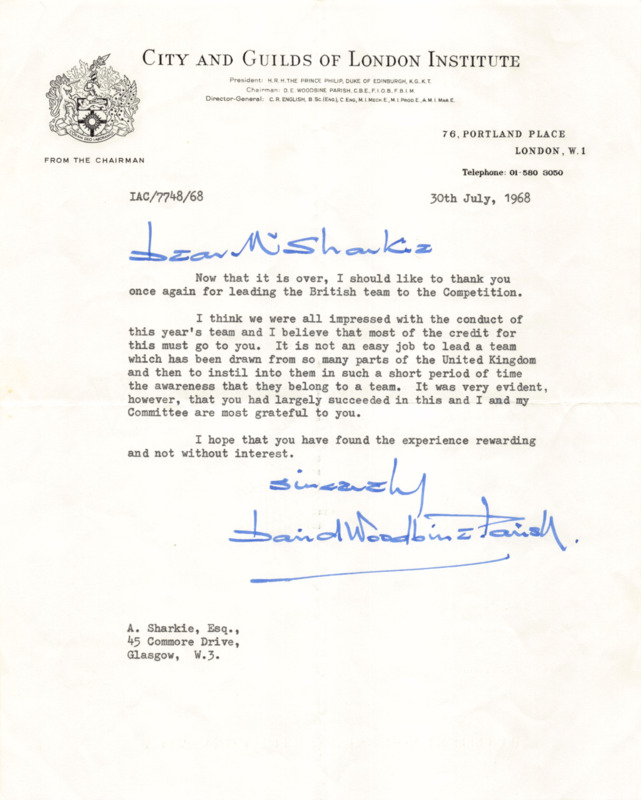 CITY AND GUILDS OF LONDON INSTITUTE
President: H.R.H. THE PRINCE PHILIP, DUKE OF EDINBURGH, K.G., K.T.
Chairman: D. E. WOODBINE PARISH, C.B.E., F.I.O.B., F.B.I.M.
Director-General: C. R. ENGLISH, B. Sc. (ENG.), C. ENG., M. I. MECH E., M. I. PROD E., A.M. I. MAR E.
76, PORTLAND PLACE
LONDON, W.1
Telephone: 01-580 3050
FROM THE CHAIRMAN
IAC/7748/68
30th July, 1968
Dear Mr Sharkie
Now that it is over, I should like to thank you
once again for leading the British team to the Competition.
I think we were all impressed with the conduct of
this year's team and I believe that most of the credit for
this must go to you. It is not an easy job to lead a team
which has been drawn from so many parts of the United Kingdom
and then to instil into them in such a short period of time
the awareness that they belong to a team. It was very evident,
however, that you had largely succeeded in this and I and my
Committee are most grateful to you.
I hope that you have found the experience rewarding
and not without interest.
Sincerely
David Woodbine Parish.
A. Sharkie, Esq.,
45 Commore Drive,
Glasgow, W.3.